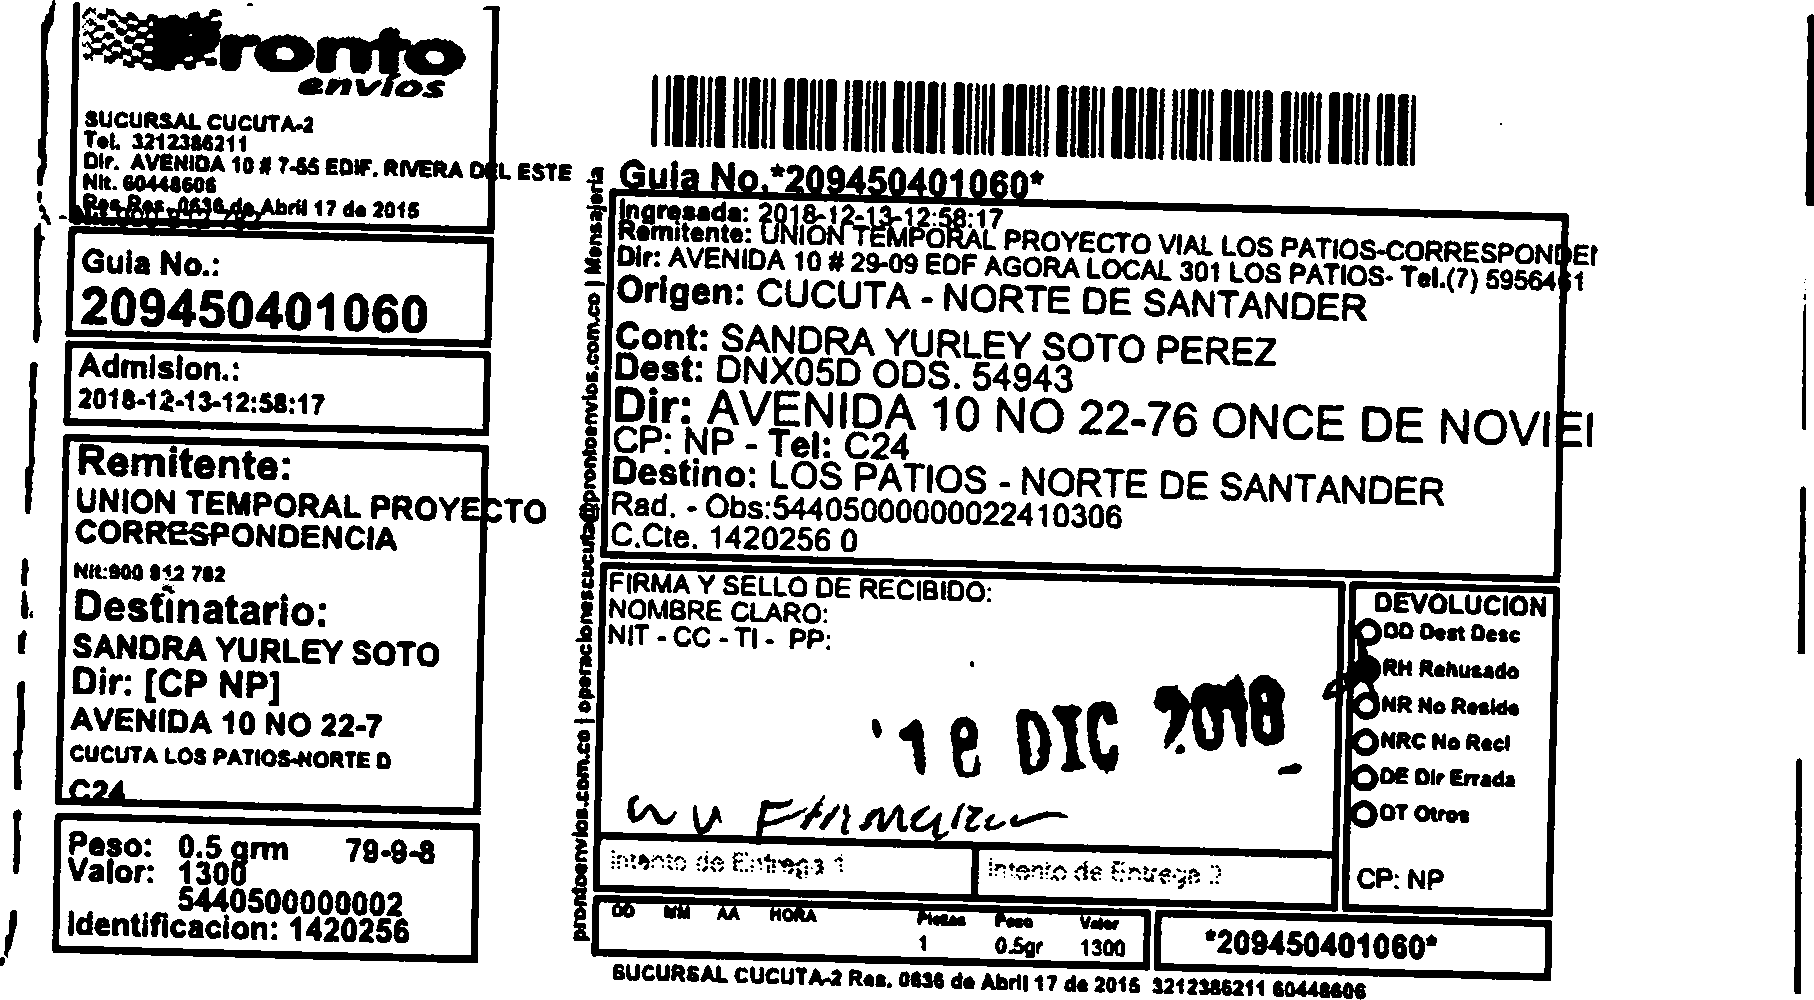 Pronto
envíos
SUCURSAL CUCUTA-2
Tel. 3212386211
Dir. AVENIDA 10 # 7-55 EDIF. RIVERA DEL ESTE
Nit. 60448606
Res Res. 0636 de Abril 17 de 2015
Guia No.:
209450401060
Admision.:
2018-12-13-12:58:17
Remitente:
UNION TEMPORAL PROYECTO
CORRESPONDENCIA
Nit:900 812 782
Destinatario:
SANDRA YURLEY SOTO
Dir: [CP NP]
AVENIDA 10 NO 22-7
CUCUTA LOS PATIOS-NORTE D
C24
Peso: 0.5 grm 79-9-8
Valor: 1300
5440500000002
Identificacion: 1420256
prontoenvios.com.co | operacionescucuta@prontoenvios.com.co | Mensajeria
Guia No.*209450401060*
Ingresada: 2018-12-13-12:58:17
Remitente: UNION TEMPORAL PROYECTO VIAL LOS PATIOS-CORRESPONDEI
Dir: AVENIDA 10 # 29-09 EDF AGORA LOCAL 301 LOS PATIOS- Tel.(7) 5956461
Origen: CUCUTA - NORTE DE SANTANDER
Cont: SANDRA YURLEY SOTO PEREZ
Dest: DNX05D ODS. 54943
Dir: AVENIDA 10 NO 22-76 ONCE DE NOVIEI
CP: NP - Tel: C24
Destino: LOS PATIOS - NORTE DE SANTANDER
Rad. - Obs:54405000000022410306
C.Cte. 1420256 0
FIRMA Y SELLO DE RECIBIDO:
NOMBRE CLARO:
NIT - CC - TI - PP:
DIC 2018
Intento de Entrega 1
Intento de Entrega 2
DEVOLUCION
DD Dest Desc
RH Rehusado
NR No Reside
NRC No Recl
DE Dir Errada
OT Otros
CP: NP
DD MM AA HORA Piezas Peso Valor
1 0.5gr 1300
*209450401060*
SUCURSAL CUCUTA-2 Res. 0636 de Abril 17 de 2015 3212386211 60448606